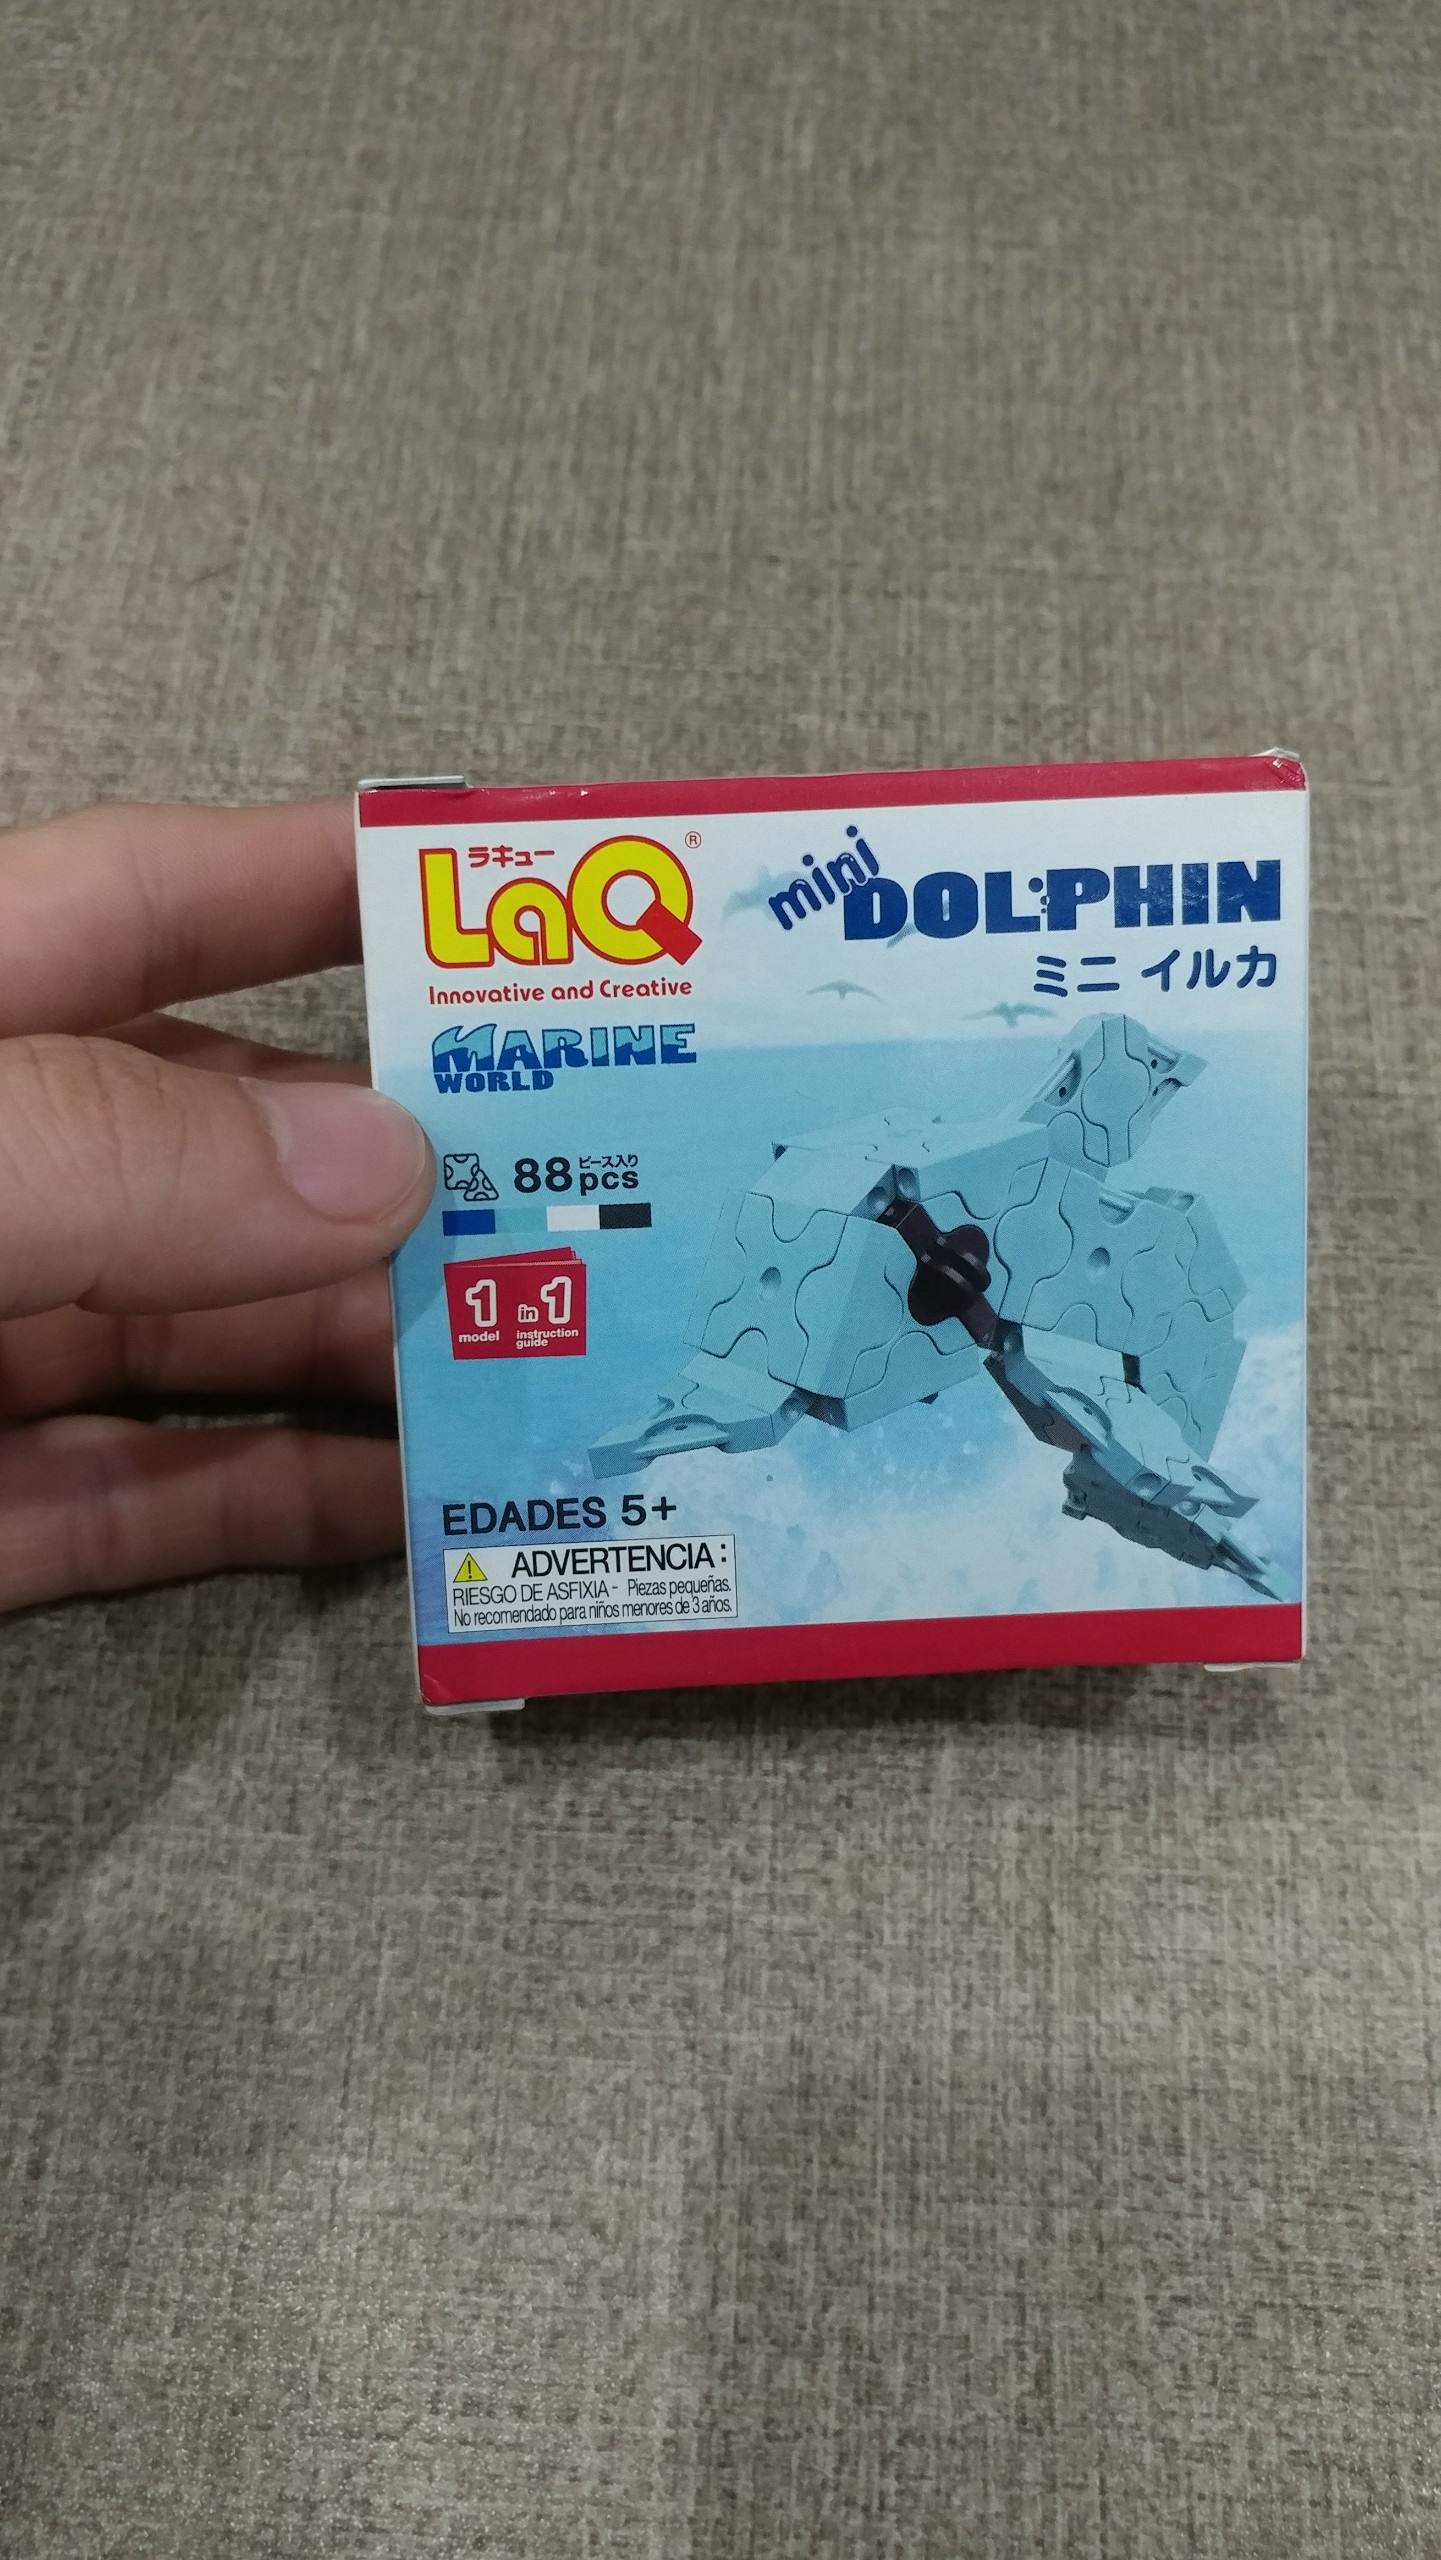 ラキュー
LaQ®
Innovative and Creative
MARINE
WORLD
mini
DOLPHIN
ミニ イルカ
88 ピース入り
pcs
1 in 1
model instruction
guide
EDADES 5+
ADVERTENCIA:
RIESGO DE ASFIXIA - Piezas pequeñas.
No recomendado para niños menores de 3 años.